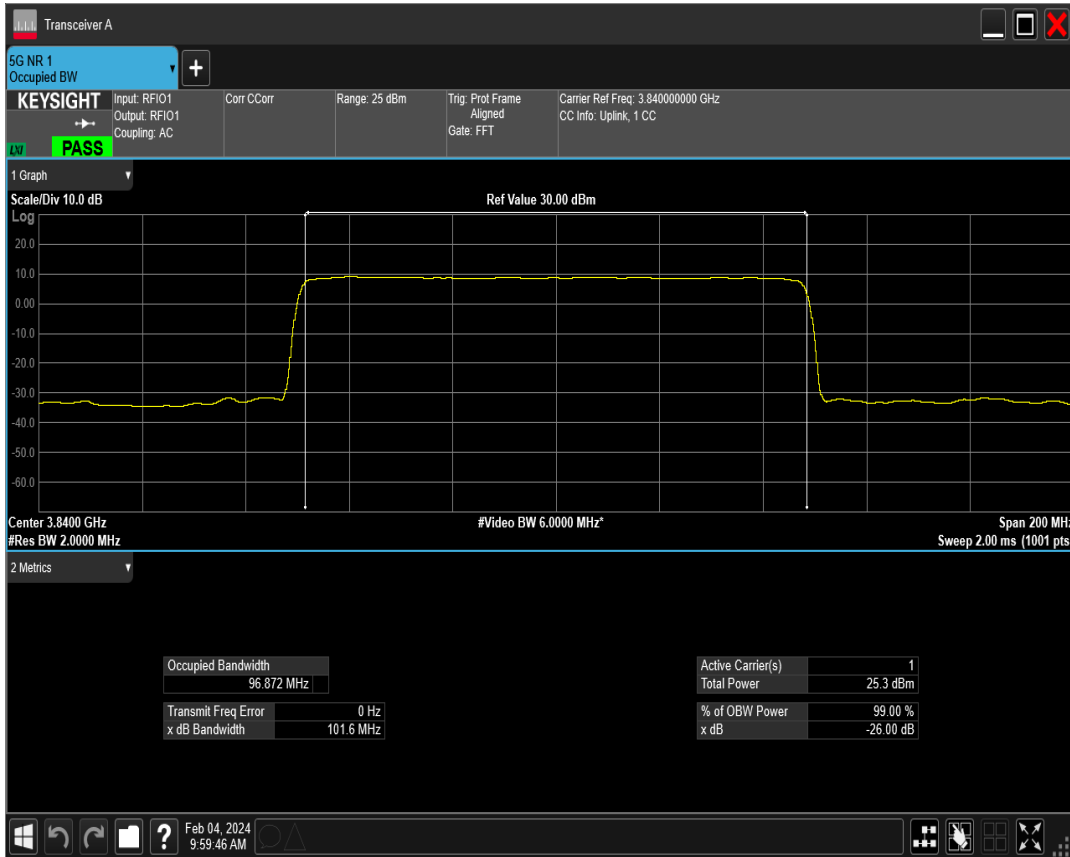 Transceiver A
5G NR 1
Occupied BW
KEYSIGHT
LXI
PASS
Input: RFIO1
Output: RFIO1
Coupling: AC
Corr CCorr
Range: 25 dBm
Trig: Prot Frame
Aligned
Gate: FFT
Carrier Ref Freq: 3.840000000 GHz
CC Info: Uplink, 1 CC
1 Graph
Scale/Div 10.0 dB
Ref Value 30.00 dBm
Log
20.0
10.0
0.00
-10.0
-20.0
-30.0
-40.0
-50.0
-60.0
Center 3.8400 GHz
#Video BW 6.0000 MHz*
Span 200 MHz
#Res BW 2.0000 MHz
Sweep 2.00 ms (1001 pts
2 Metrics
Occupied Bandwidth
96.872 MHz
Transmit Freq Error 0 Hz
x dB Bandwidth 101.6 MHz
Active Carrier(s) 1
Total Power 25.3 dBm
% of OBW Power 99.00 %
x dB -26.00 dB
?
Feb 04, 2024
9:59:46 AM